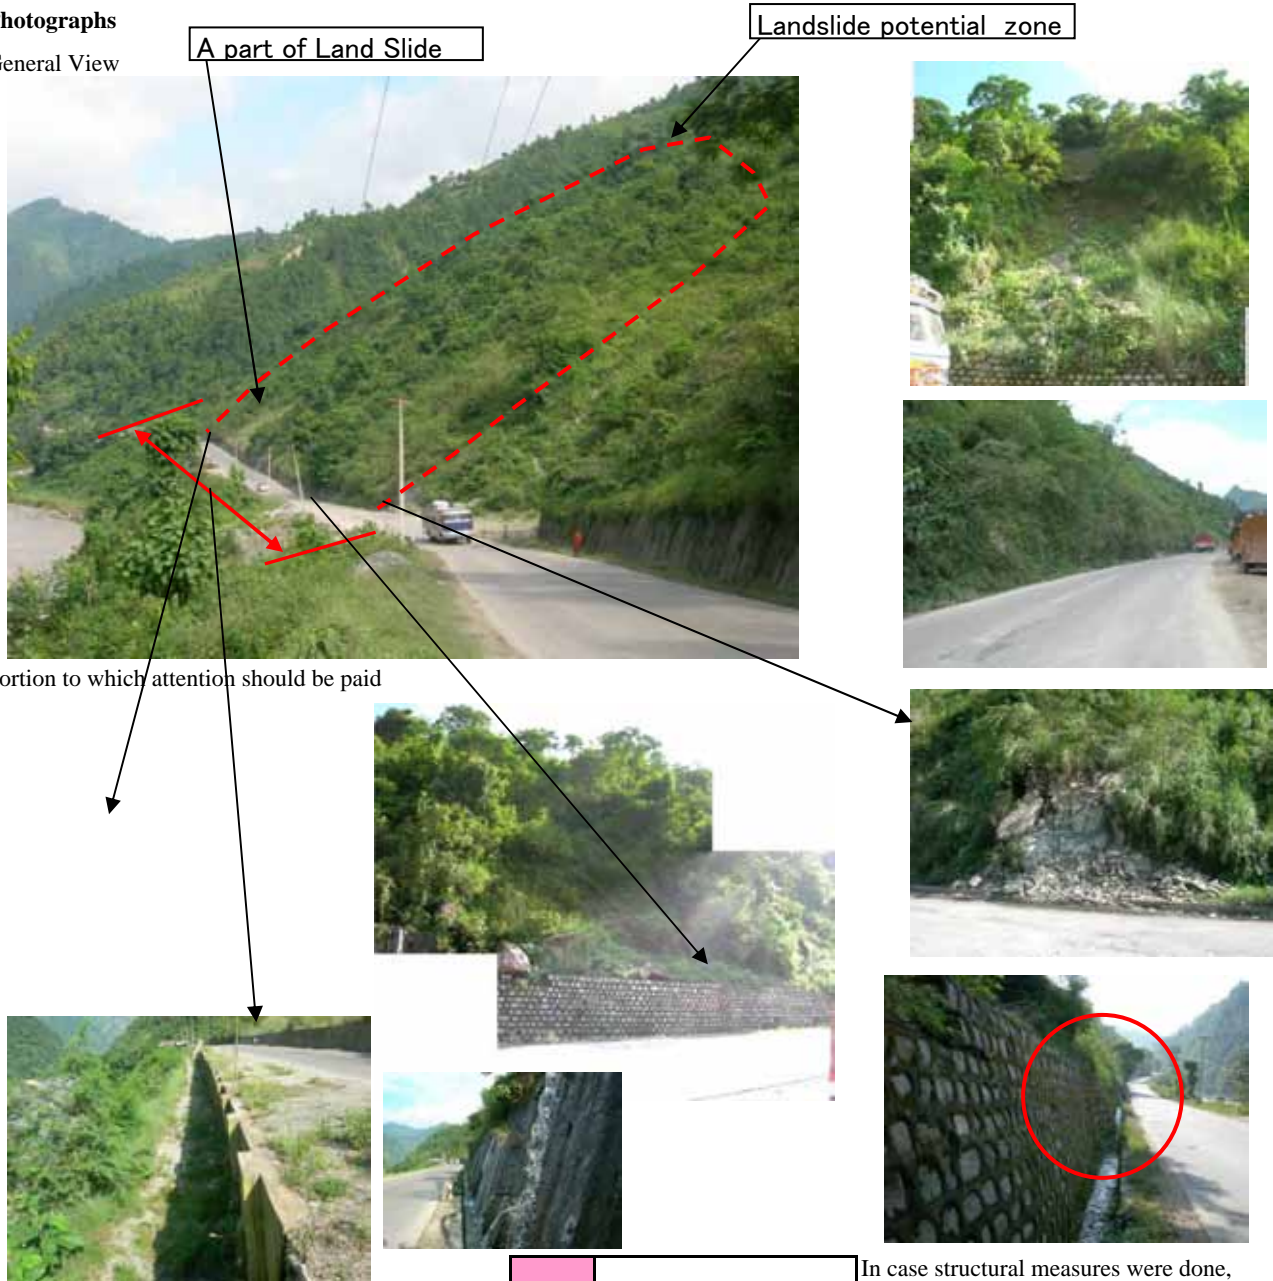 hotographs
A part of Land Slide
Landslide potential zone
eneral View
ortion to which attention should be paid
In case structural measures were done,